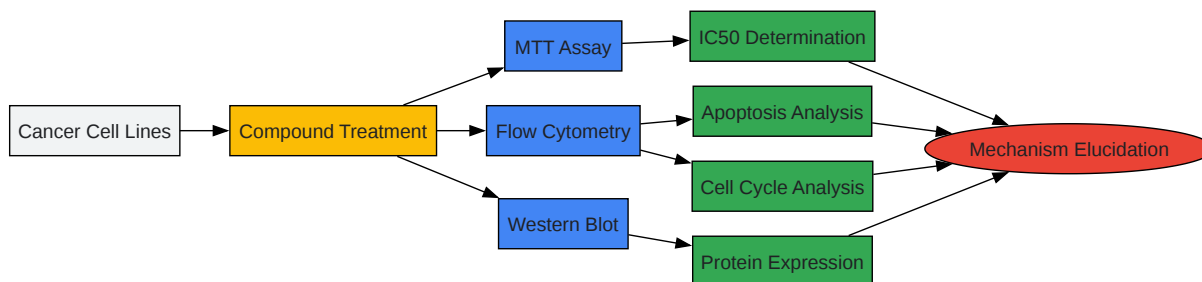 Cancer Cell Lines
Compound Treatment
MTT Assay
Flow Cytometry
Western Blot
IC50 Determination
Apoptosis Analysis
Cell Cycle Analysis
Protein Expression
Mechanism Elucidation